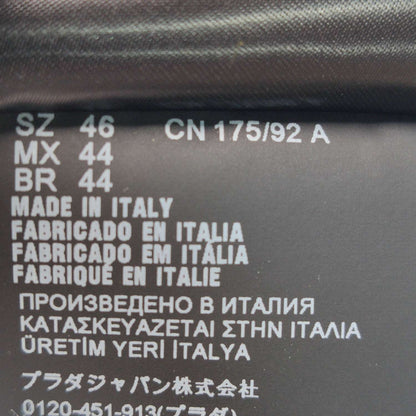 SZ 46 CN 175/92 A
MX 44
BR 44
MADE IN ITALY
FABRICADO EN ITALIA
FABRICADO EM ITÁLIA
FABRIQUÉ EN ITALIE
ПРОИЗВЕДЕНО В ИТАЛИЯ
ΚΑΤΑΣΚΕΥΑΖΕΤΑΙ ΣΤΗΝ ΙΤΑΛΙΑ
ÜRETİM YERİ İTALYA
プラダジャパン株式会社
0120-451-913(プラダ)